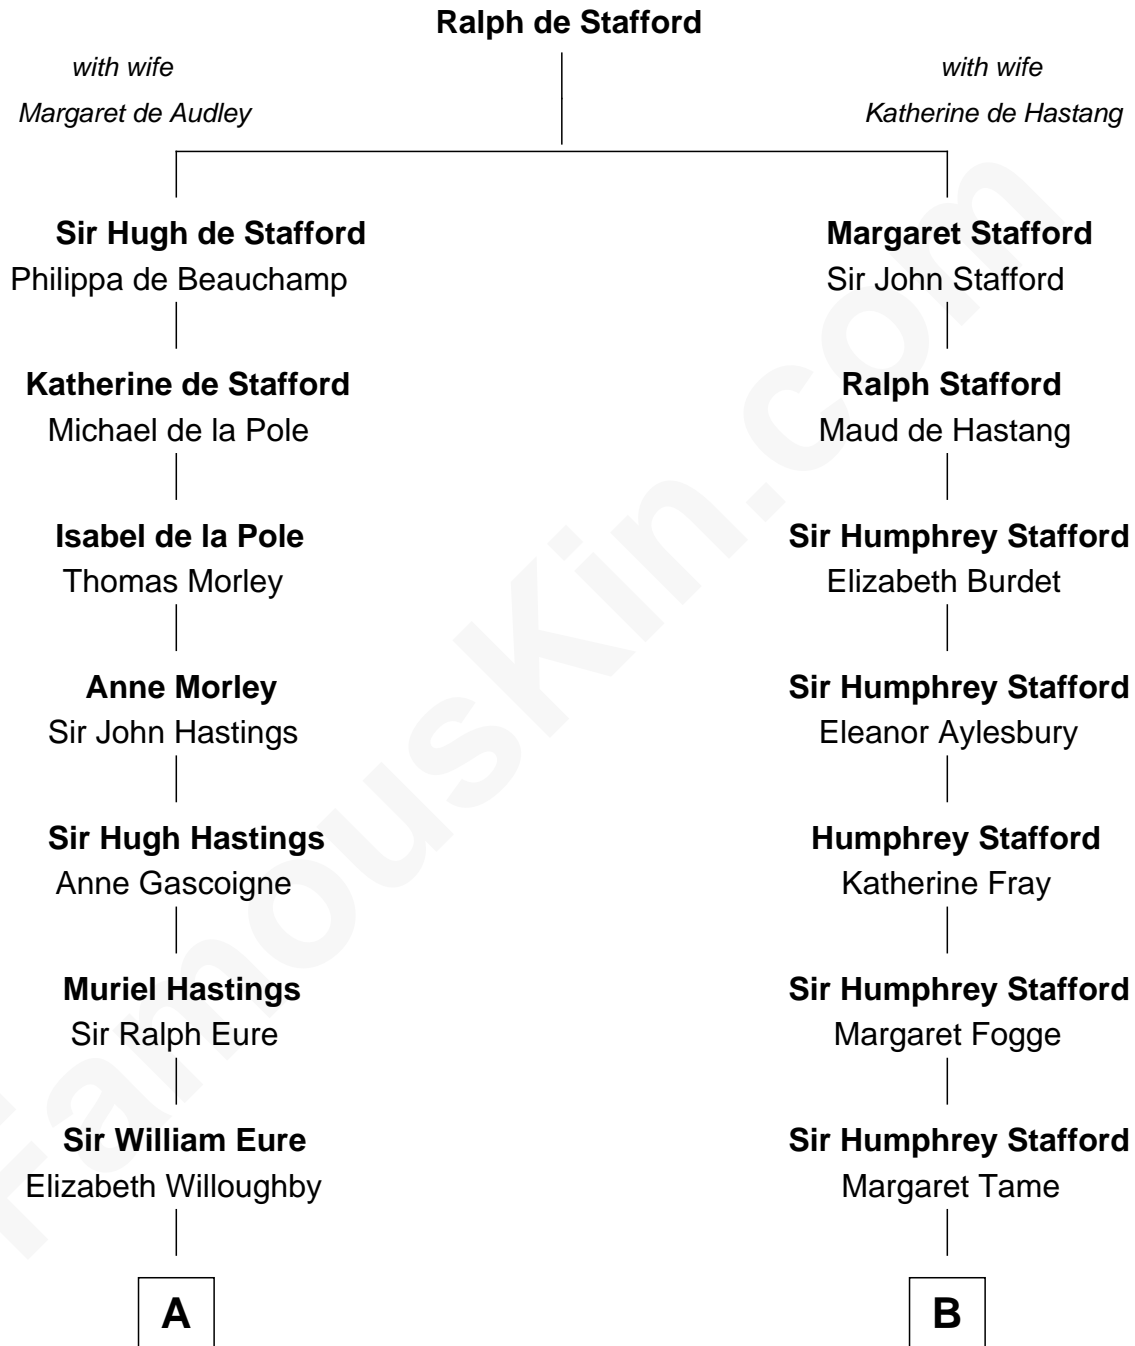 Ralph de Stafford
with wife
Margaret de Audley
with wife
Katherine de Hastang
Sir Hugh de Stafford
Philippa de Beauchamp
Margaret Stafford
Sir John Stafford
Katherine de Stafford
Michael de la Pole
Ralph Stafford
Maud de Hastang
Isabel de la Pole
Thomas Morley
Sir Humphrey Stafford
Elizabeth Burdet
Anne Morley
Sir John Hastings
Sir Humphrey Stafford
Eleanor Aylesbury
Sir Hugh Hastings
Anne Gascoigne
Humphrey Stafford
Katherine Fray
Muriel Hastings
Sir Ralph Eure
Sir Humphrey Stafford
Margaret Fogge
Sir William Eure
Elizabeth Willoughby
Sir Humphrey Stafford
Margaret Tame
A
B
FamousKin.com